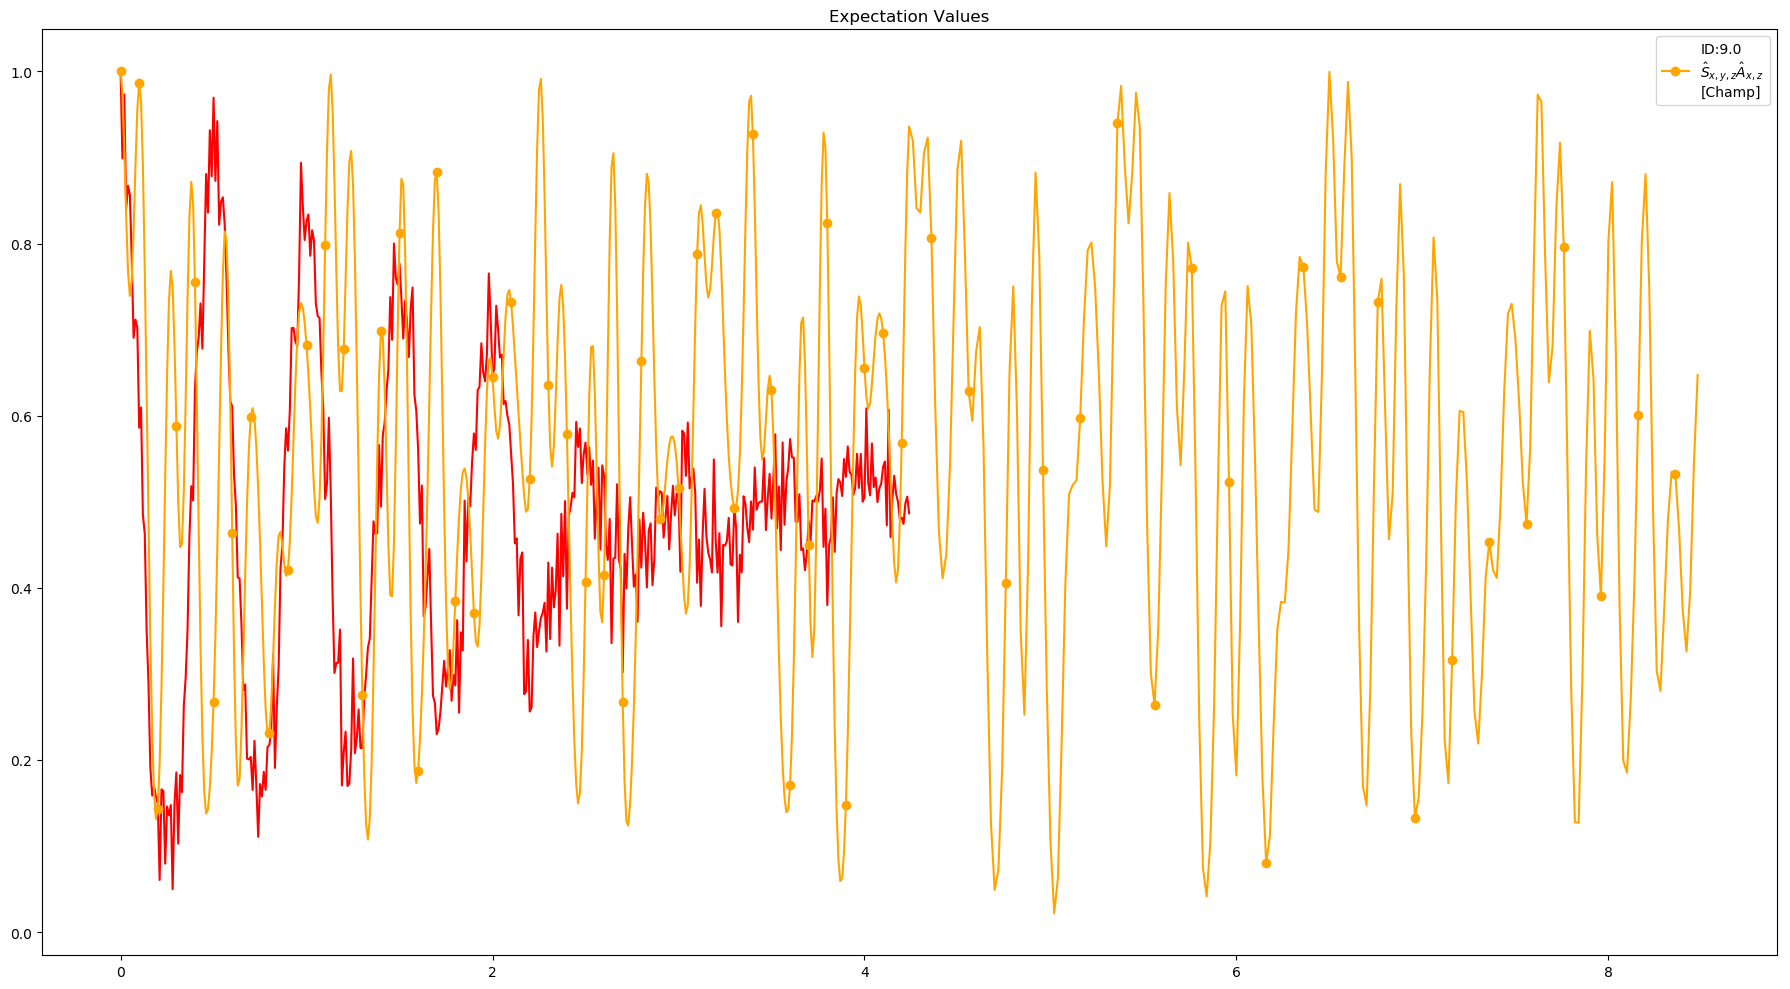 Expectation Values
ID:9.0
$\hat{S}_{x,y,z}\hat{A}_{x,z}$
[Champ]
1.0
0.8
0.6
0.4
0.2
0.0
0 2 4 6 8